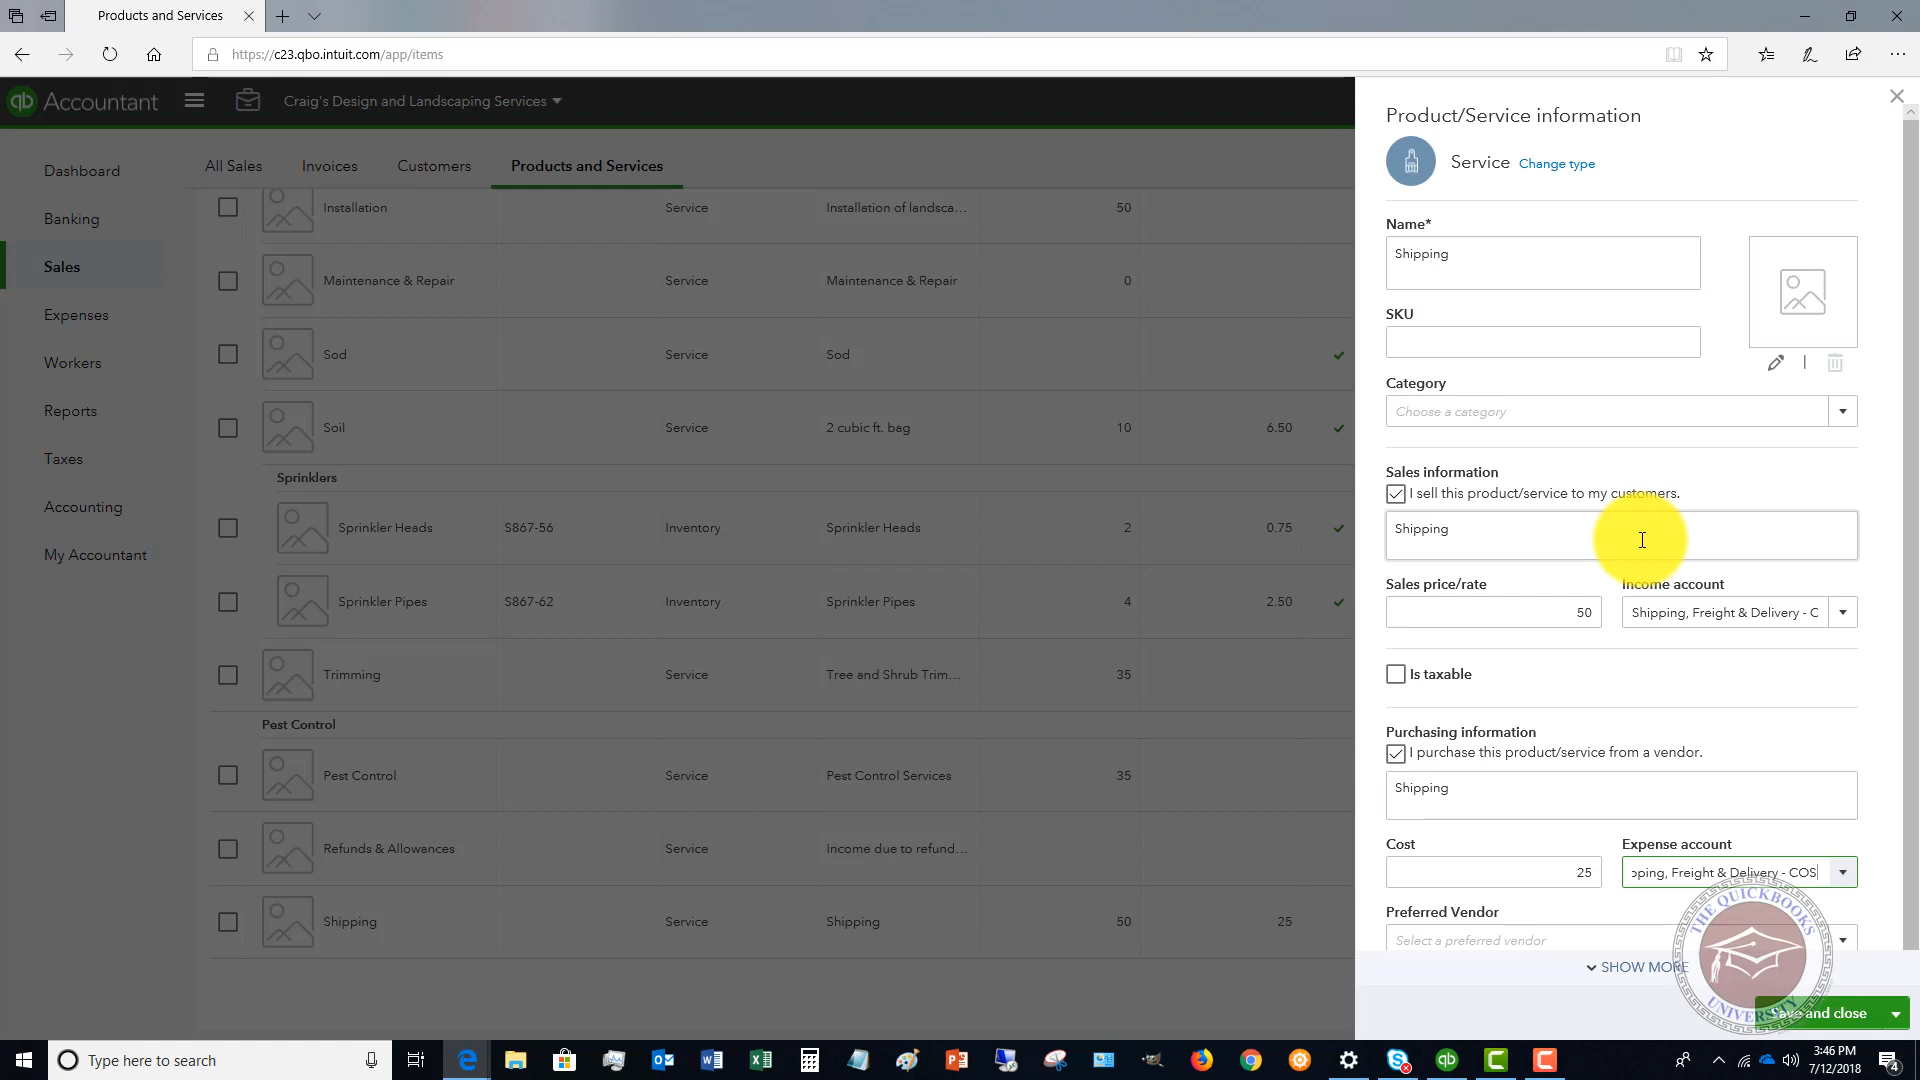 Products and Services
https://c23.qbo.intuit.com/app/items
qb Accountant
Craig's Design and Landscaping Services
Dashboard
Banking
Sales
Expenses
Workers
Reports
Taxes
Accounting
My Accountant
All Sales Invoices Customers Products and Services
Installation Service Installation of landsca... 50
Maintenance & Repair Service Maintenance & Repair 0
Sod Service Sod
Soil Service 2 cubic ft. bag 10 6.50
Sprinklers
Sprinkler Heads S867-56 Inventory Sprinkler Heads 2 0.75
Sprinkler Pipes S867-62 Inventory Sprinkler Pipes 4 2.50
Trimming Service Tree and Shrub Trim... 35
Pest Control
Pest Control Service Pest Control Services 35
Refunds & Allowances Service Income due to refund...
Shipping Service Shipping 50 25
Product/Service information
Service Change type
Name*
Shipping
SKU
Category
Choose a category
Sales information
I sell this product/service to my customers.
Shipping
Sales price/rate Income account
50 Shipping, Freight & Delivery - C
Is taxable
Purchasing information
I purchase this product/service from a vendor.
Shipping
Cost Expense account
25 pping, Freight & Delivery - COS
Preferred Vendor
Select a preferred vendor
SHOW MORE
Save and close
THE QUICKBOOKS
UNIVERSITY
Type here to search
3:46 PM
7/12/2018
4